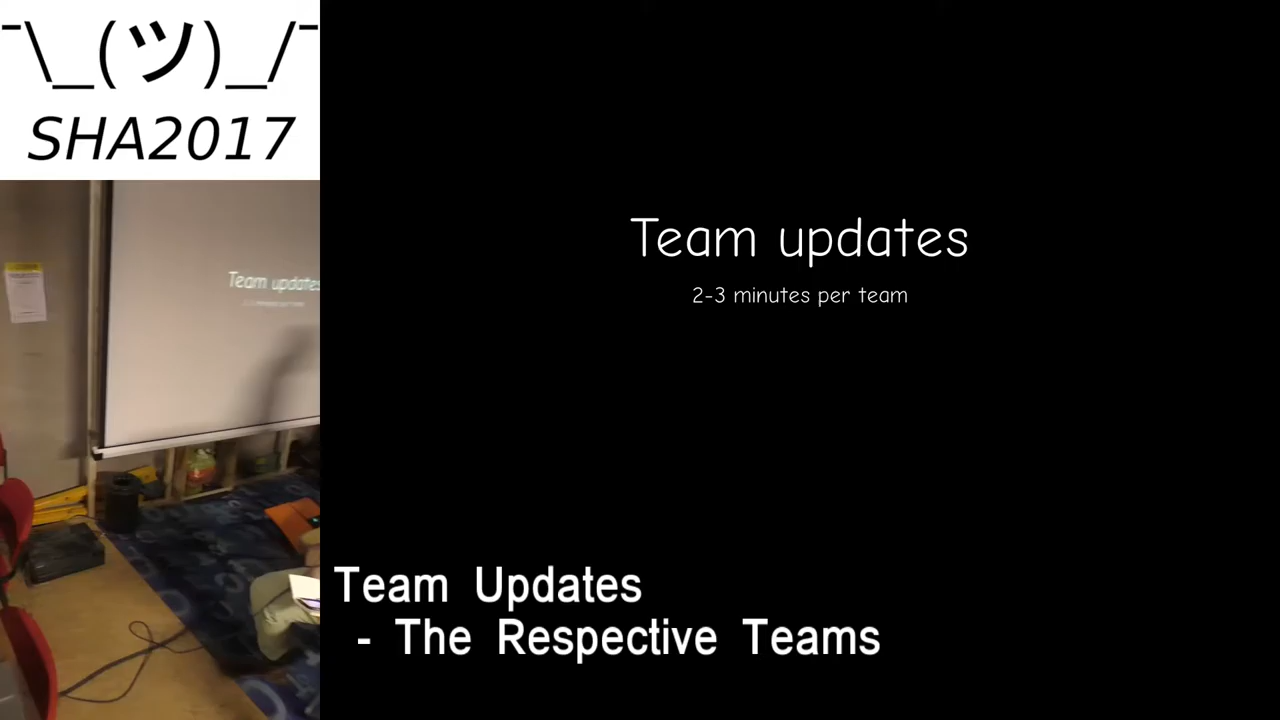 ¯\_(ツ)_/¯
SHA2017
Team updates
2-3 minutes per team
Team updates
Team Updates
- The Respective Teams